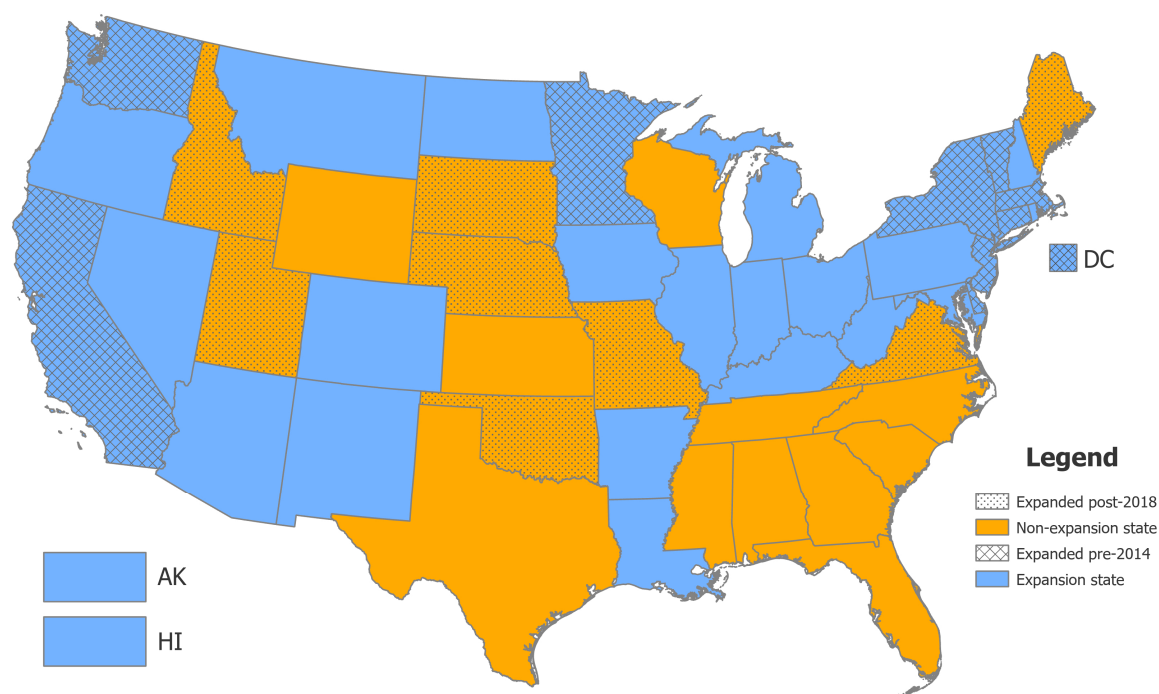 DC
Legend
Expanded post-2018
Non-expansion state
Expanded pre-2014
Expansion state
AK
HI